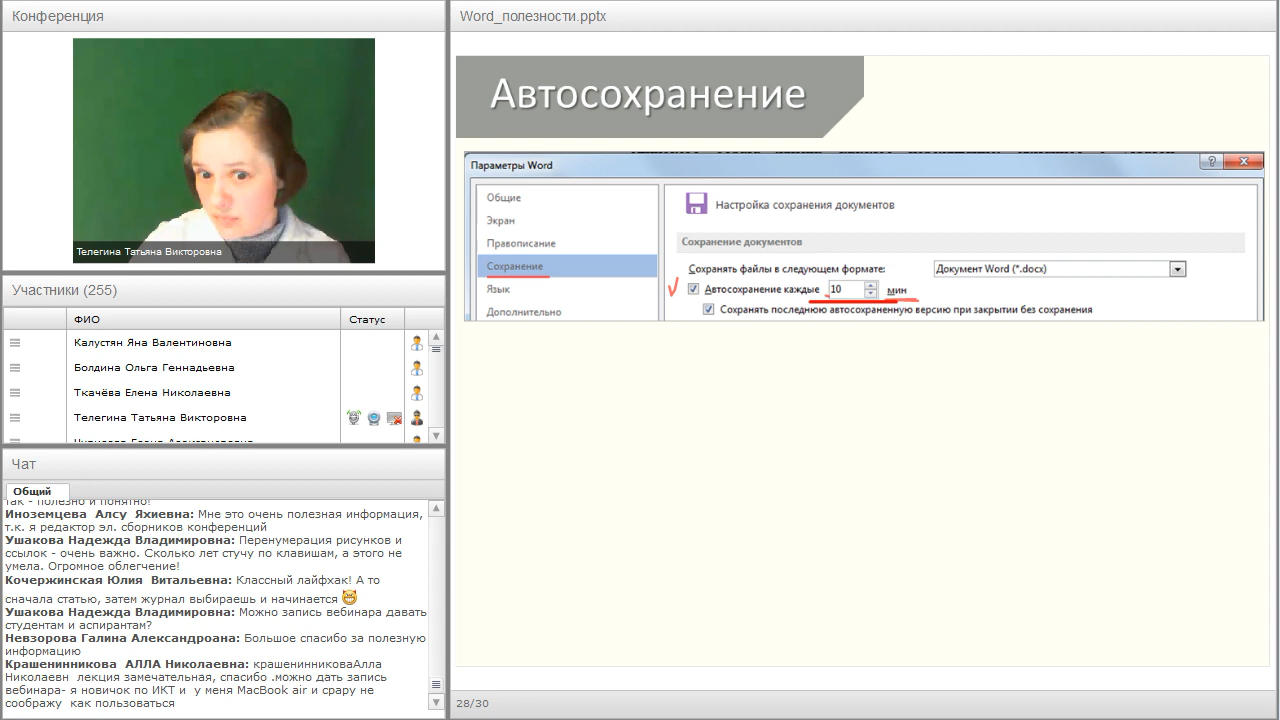 Конференция
Телегина Татьяна Викторовна
Участники (255)
ФИО Статус
Калустян Яна Валентиновна
Болдина Ольга Геннадьевна
Ткачёва Елена Николаевна
Телегина Татьяна Викторовна
Чат
Общий
так - полезно и понятно!
Иноземцева Алсу Яхиевна: Мне это очень полезная информация,
т.к. я редактор эл. сборников конференций
Ушакова Надежда Владимировна: Перенумерация рисунков и
ссылок - очень важно. Сколько лет стучу по клавишам, а этого не
умела. Огромное облегчение!
Кочержинская Юлия Витальевна: Классный лайфхак! А то
сначала статью, затем журнал выбираешь и начинается
Ушакова Надежда Владимировна: Можно запись вебинара давать
студентам и аспирантам?
Невзорова Галина Александроана: Большое спасибо за полезную
информацию
Крашенинникова АЛЛА Николаевна: крашенинниковаАлла
Николаевн лекция замечательная, спасибо .можно дать запись
вебинара- я новичок по ИКТ и у меня MacBook air и срару не
соображу как пользоваться
Word_полезности.pptx
Автосохранение
Параметры Word
Общие
Экран
Правописание
Сохранение
Язык
Дополнительно
Настройка сохранения документов
Сохранение документов
Сохранять файлы в следующем формате: Документ Word (*.docx)
Автосохранение каждые 10 мин
Сохранять последнюю автосохраненную версию при закрытии без сохранения
28/30